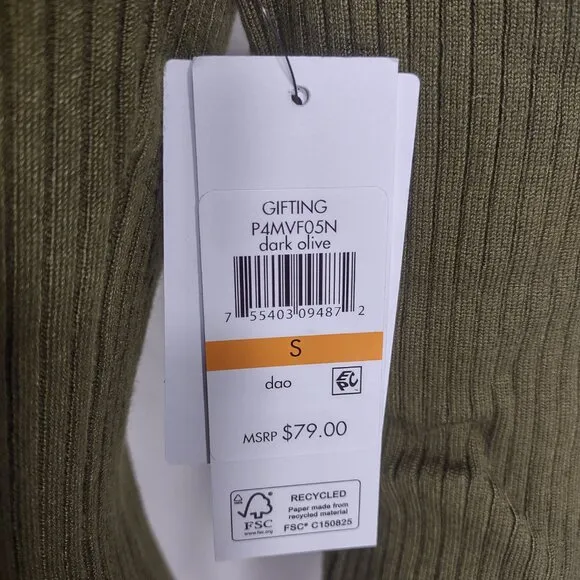 GIFTING
P4MVF05N
dark olive
7 55403 09487 2
S
dao
EPC
MSRP $79.00
RECYCLED
Paper made from
recycled material
FSC
www.fsc.org
FSC® C150825